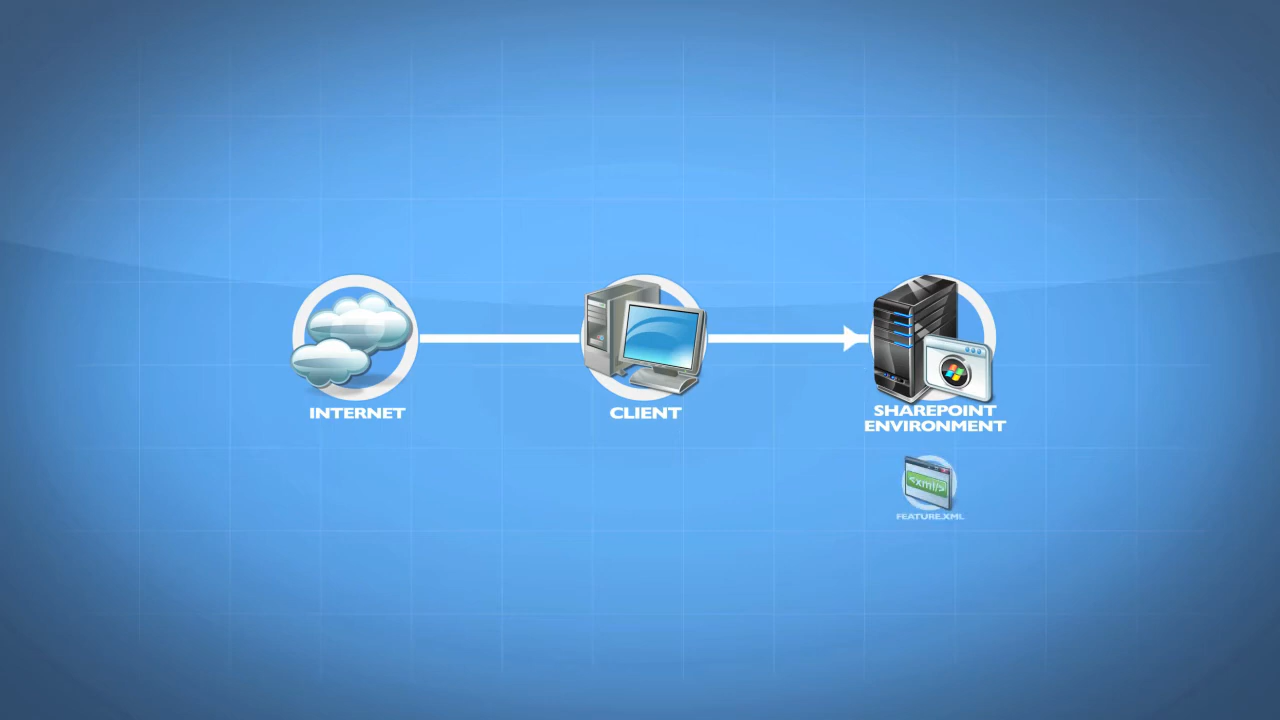 INTERNET
CLIENT
SHAREPOINT
ENVIRONMENT
<xml/>
FEATURE.XML